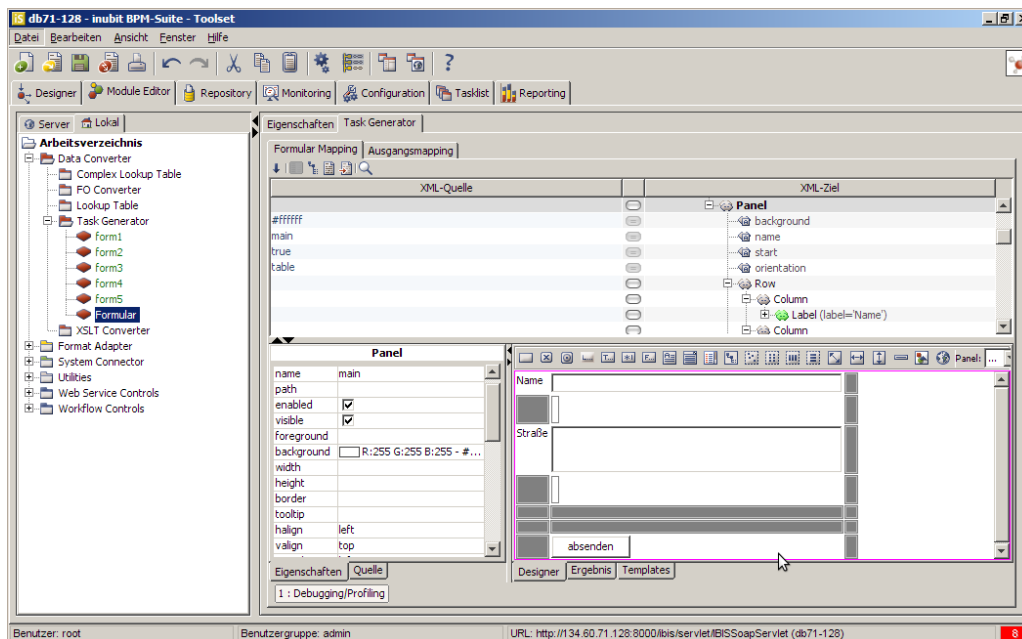 iS db71-128 - inubit BPM-Suite - Toolset
Datei Bearbeiten Ansicht Fenster Hilfe
Designer Module Editor Repository Monitoring Configuration Tasklist Reporting
Server Lokal
Arbeitsverzeichnis
Data Converter
Complex Lookup Table
FO Converter
Lookup Table
Task Generator
form1
form2
form3
form4
form5
Formular
XSLT Converter
Format Adapter
System Connector
Utilities
Web Service Controls
Workflow Controls
Eigenschaften Task Generator
Formular Mapping Ausgangsmapping
XML-Quelle XML-Ziel
Panel
#ffffff background
main name
true start
table orientation
Row
Column
Label (label='Name')
Column
Panel
name main
path
enabled
visible
foreground
background R:255 G:255 B:255 - #...
width
height
border
tooltip
halign left
valign top
Eigenschaften Quelle
Panel: ...
Name
Straße
absenden
Designer Ergebnis Templates
1 : Debugging/Profiling
Benutzer: root Benutzergruppe: admin URL: http://134.60.71.128:8000/ibis/servlet/IBISSoapServlet (db71-128) 8